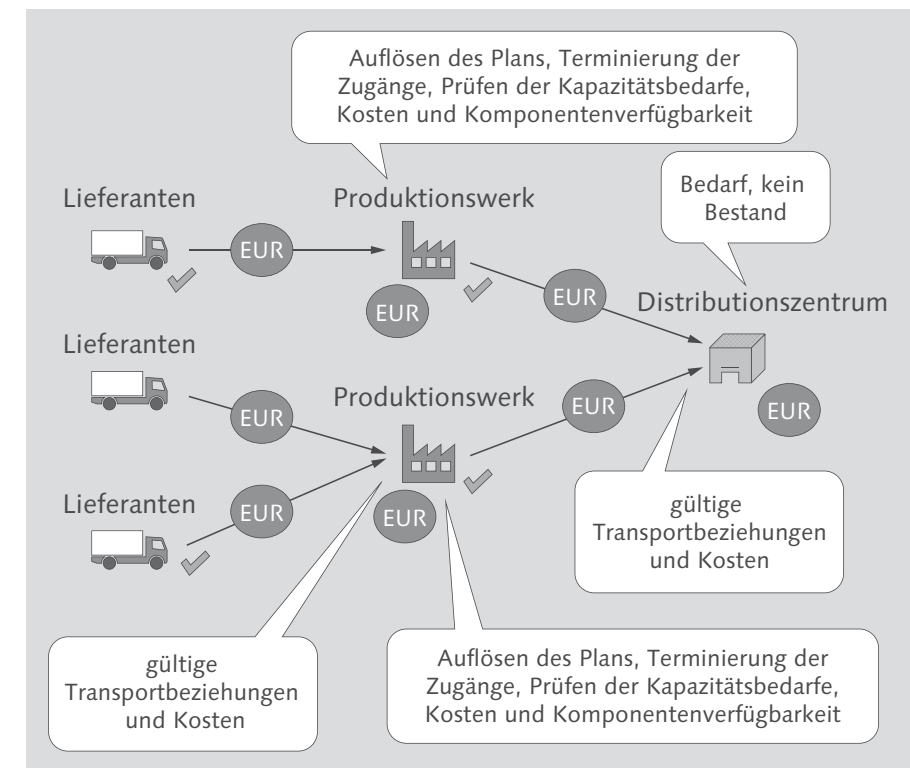 Auflösen des Plans, Terminierung der
Zugänge, Prüfen der Kapazitätsbedarfe,
Kosten und Komponentenverfügbarkeit
Bedarf, kein
Bestand
Lieferanten
Produktionswerk
EUR
EUR
EUR
Distributionszentrum
Lieferanten
EUR
Produktionswerk
EUR
EUR
Lieferanten
EUR
EUR
gültige
Transportbeziehungen
und Kosten
gültige
Transportbeziehungen
und Kosten
Auflösen des Plans, Terminierung der
Zugänge, Prüfen der Kapazitätsbedarfe,
Kosten und Komponentenverfügbarkeit